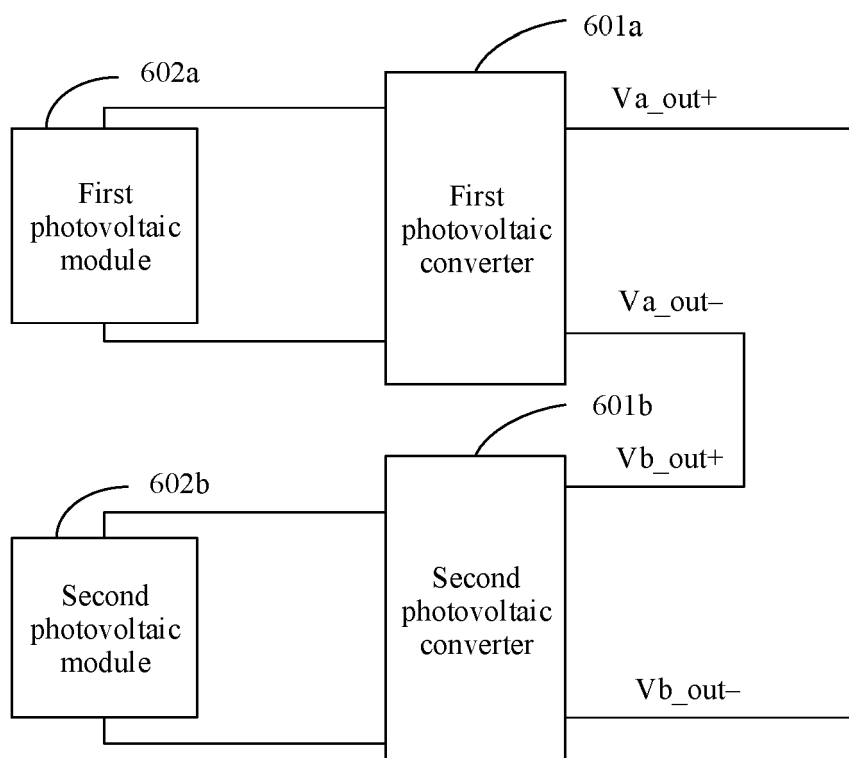 601a
602a
Va_out+
First
photovoltaic
module
First
photovoltaic
converter
Va_out–
601b
Vb_out+
602b
Second
photovoltaic
module
Second
photovoltaic
converter
Vb_out–